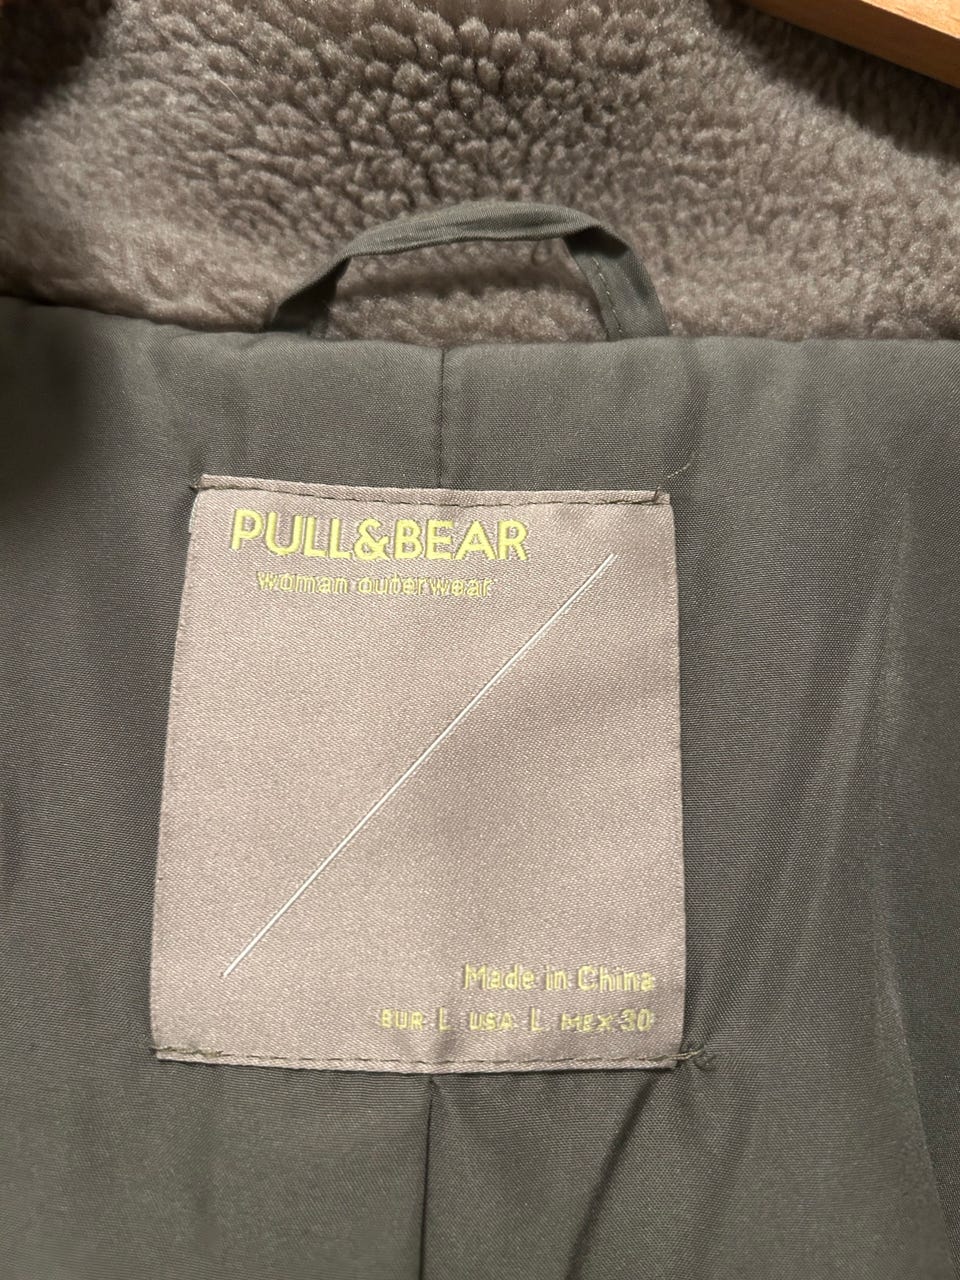 PULL&BEAR
woman outerwear
Made in China
EUR L USA L MEX 30